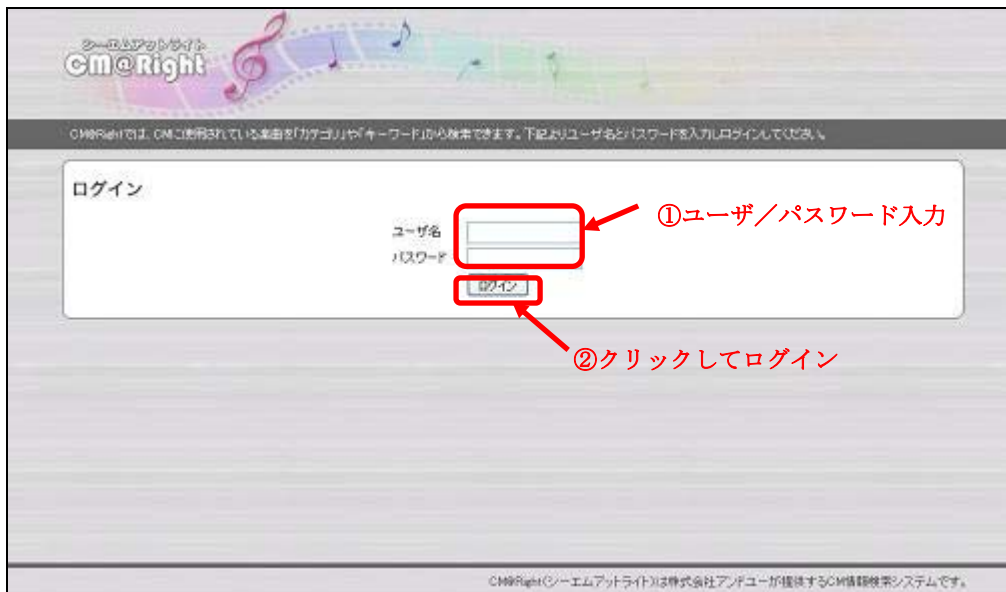 シーエムアットライト
CM@Right
CM@Rightでは、CMに使用されている楽曲を「カテゴリ」や「キーワード」から検索できます。下記よりユーザ名とパスワードを入力しログインしてください。
ログイン
①ユーザ／パスワード入力
ユーザ名
パスワード
ログイン
②クリックしてログイン
CM@Right(シーエムアットライト)は株式会社アンドユーが提供するCM情報検索システムです。